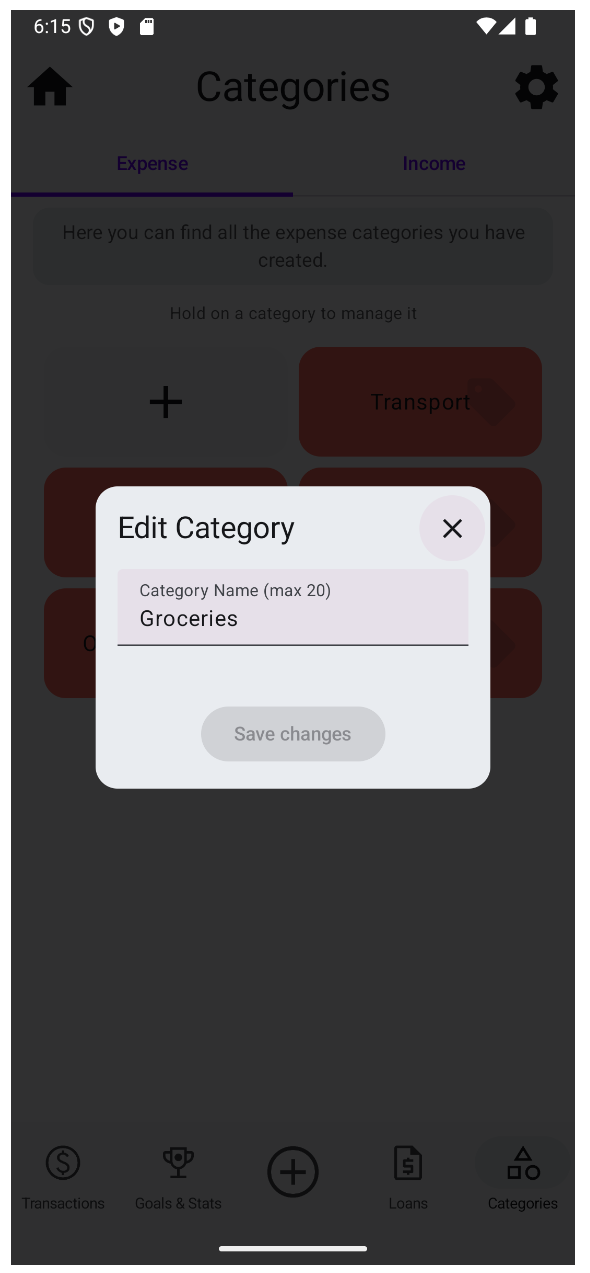 6:15
Categories
Expense
Income
Here you can find all the expense categories you have
created.
Hold on a category to manage it
Transport
Edit Category
Category Name (max 20)
Groceries
Save changes
Transactions
Goals & Stats
Loans
Categories